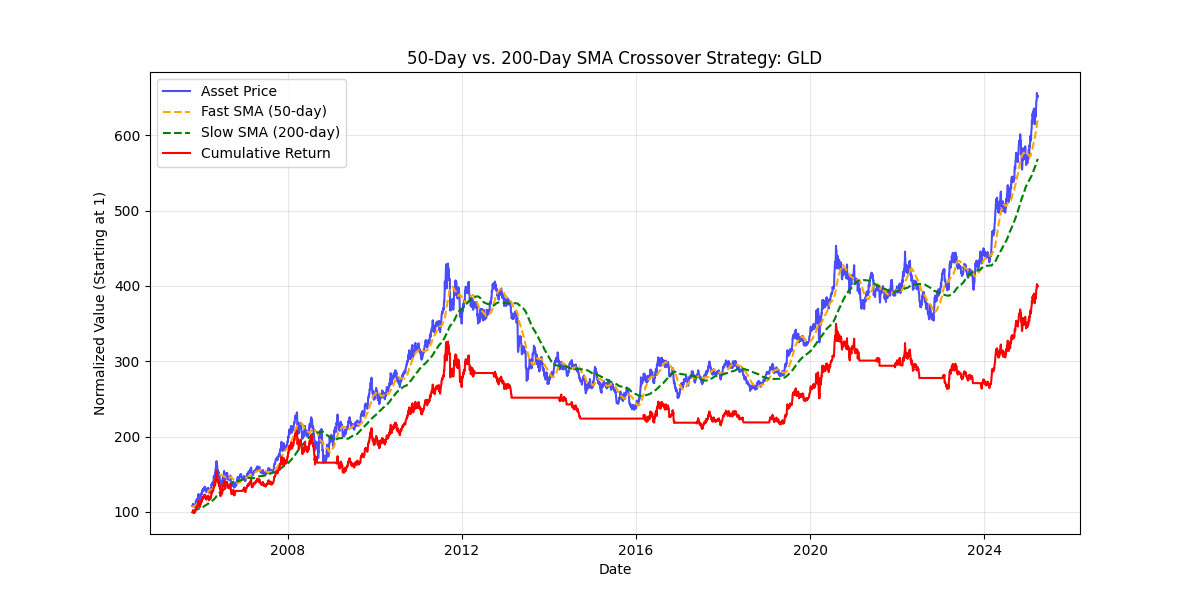 50-Day vs. 200-Day SMA Crossover Strategy: GLD
Asset Price
Fast SMA (50-day)
Slow SMA (200-day)
Cumulative Return
Normalized Value (Starting at 1)
600
500
400
300
200
100
2008
2012
2016
2020
2024
Date